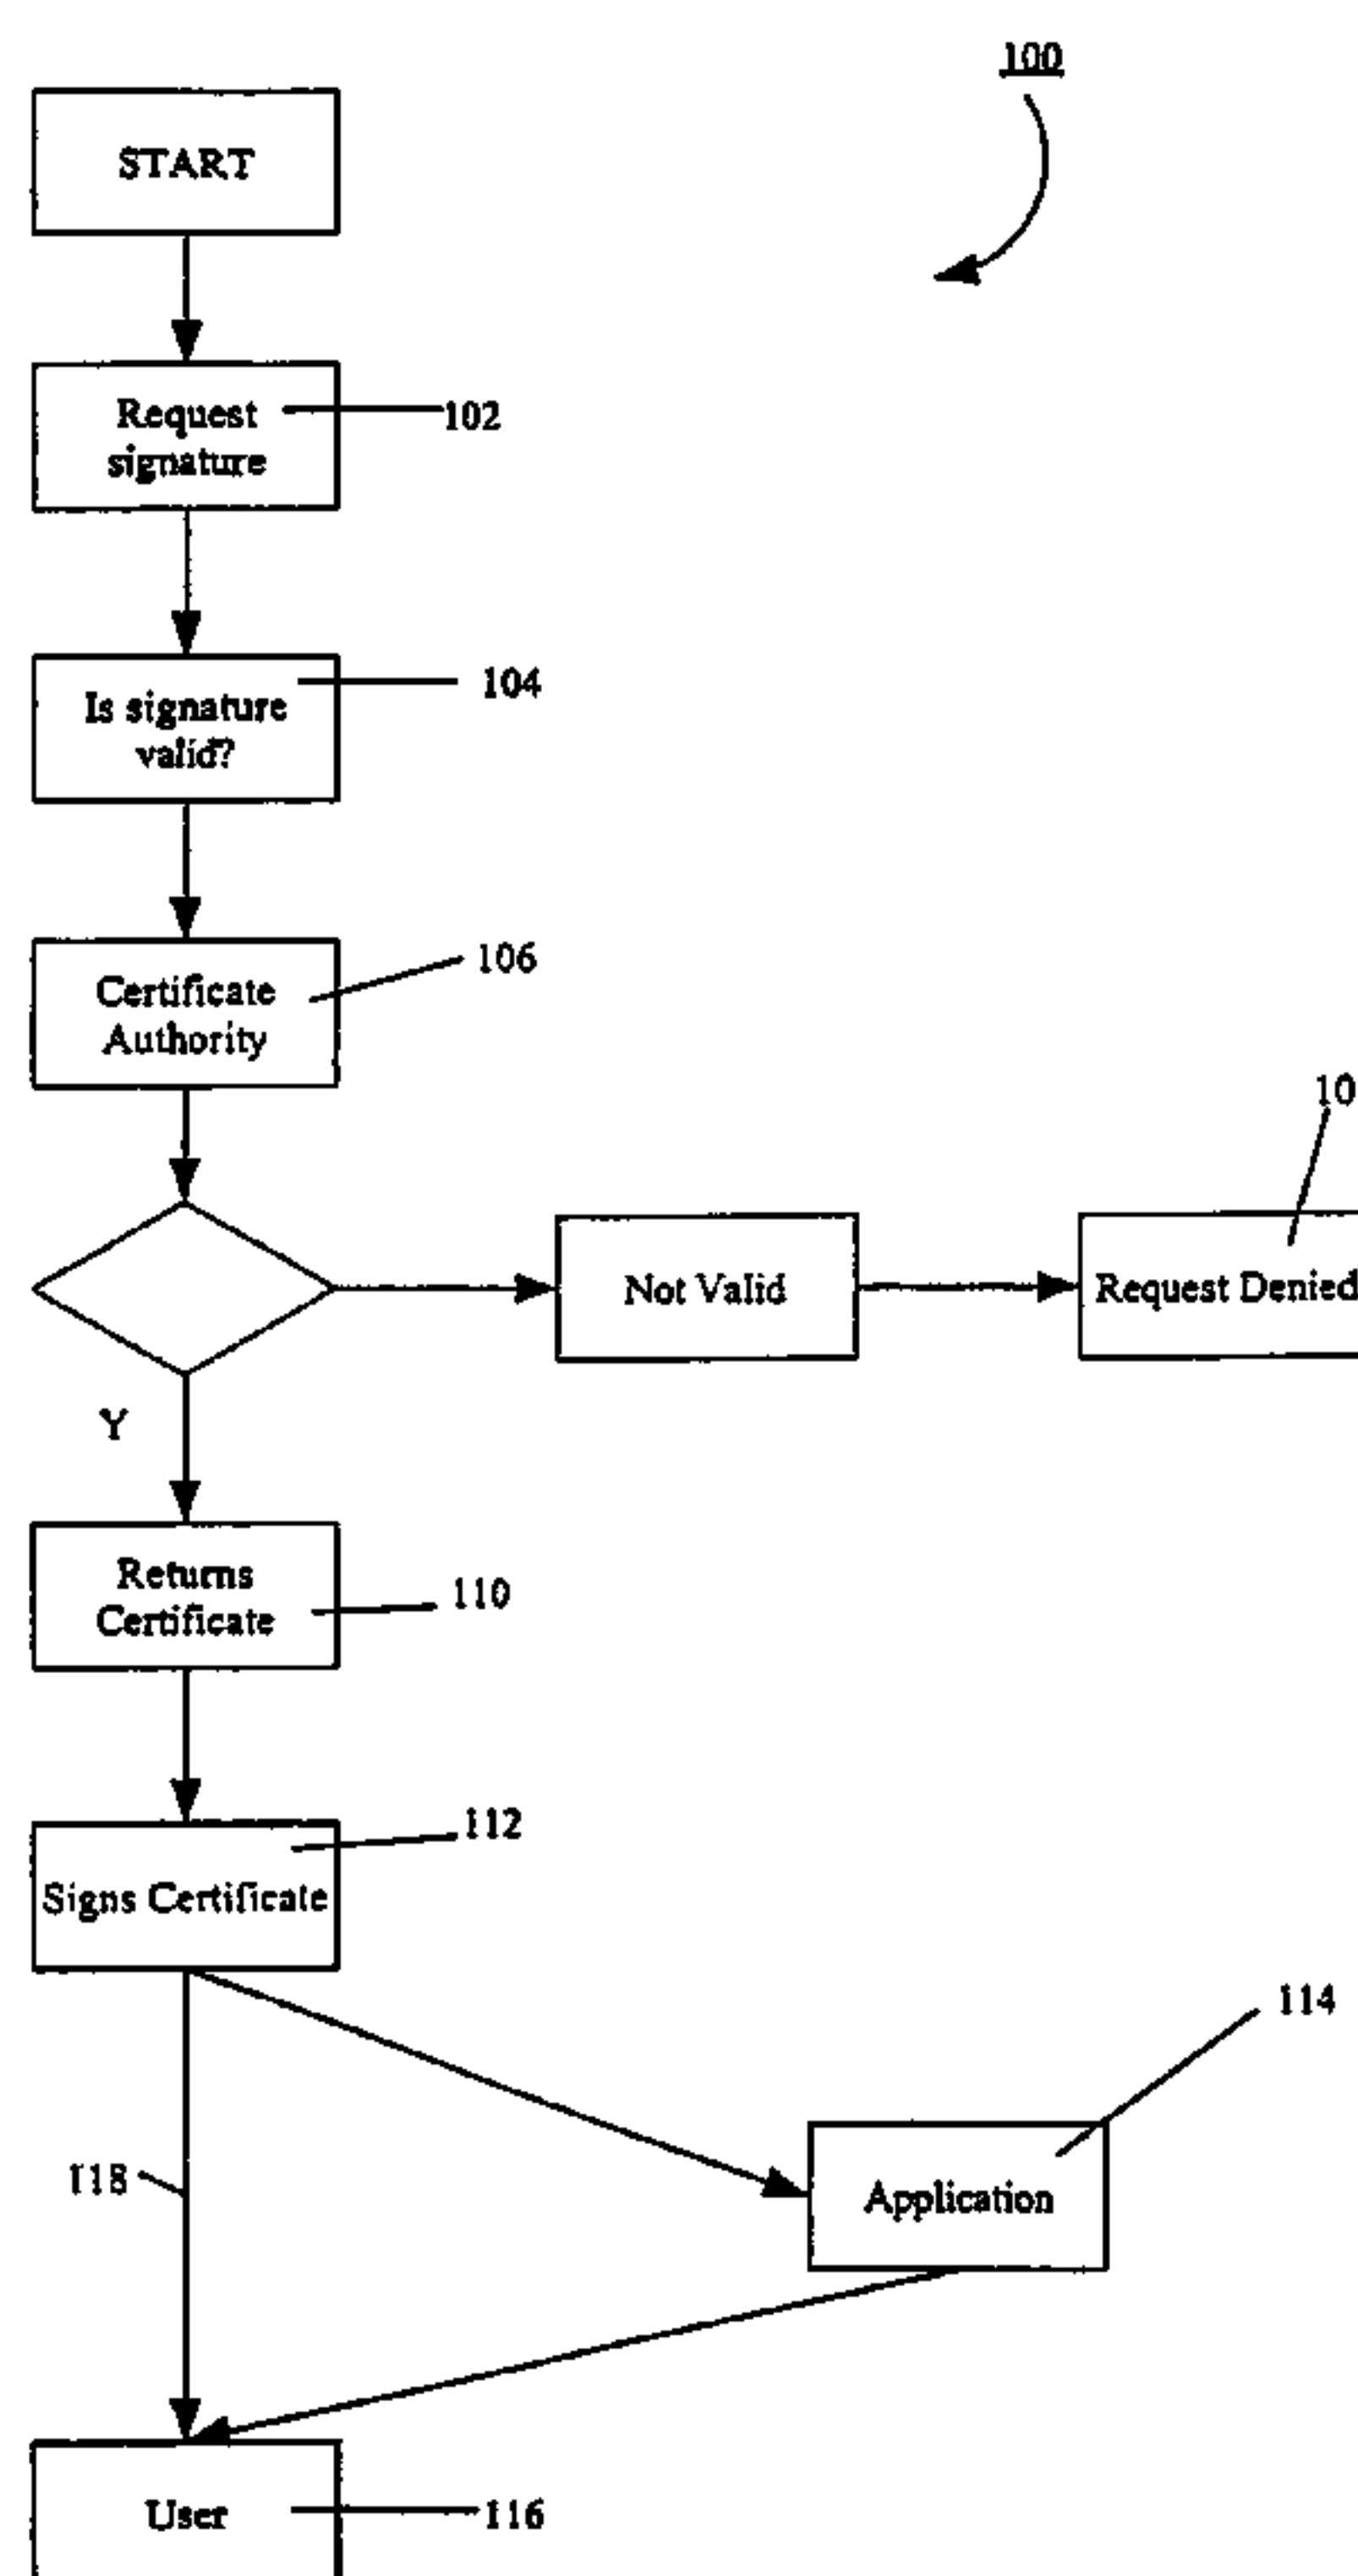 100
START
Request
signature
102
Is signature
valid?
104
Certificate
Authority
106
10
Not Valid
Request Denied
Y
Returns
Certificate
110
Signs Certificate
112
114
Application
118
User
116